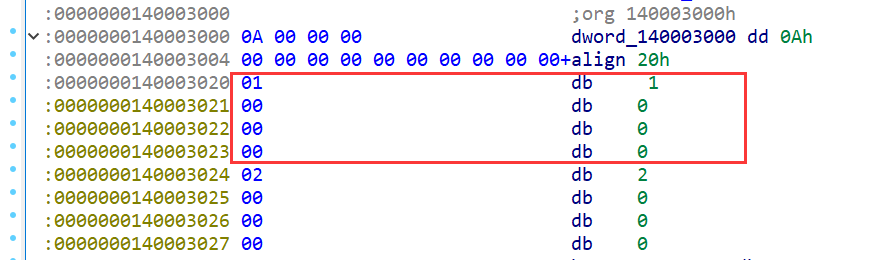 :0000000140003000 ;org 140003000h
:0000000140003000 0A 00 00 00 dword_140003000 dd 0Ah
:0000000140003004 00 00 00 00 00 00 00 00 00 00+align 20h
:0000000140003020 01 db 1
:0000000140003021 00 db 0
:0000000140003022 00 db 0
:0000000140003023 00 db 0
:0000000140003024 02 db 2
:0000000140003025 00 db 0
:0000000140003026 00 db 0
:0000000140003027 00 db 0